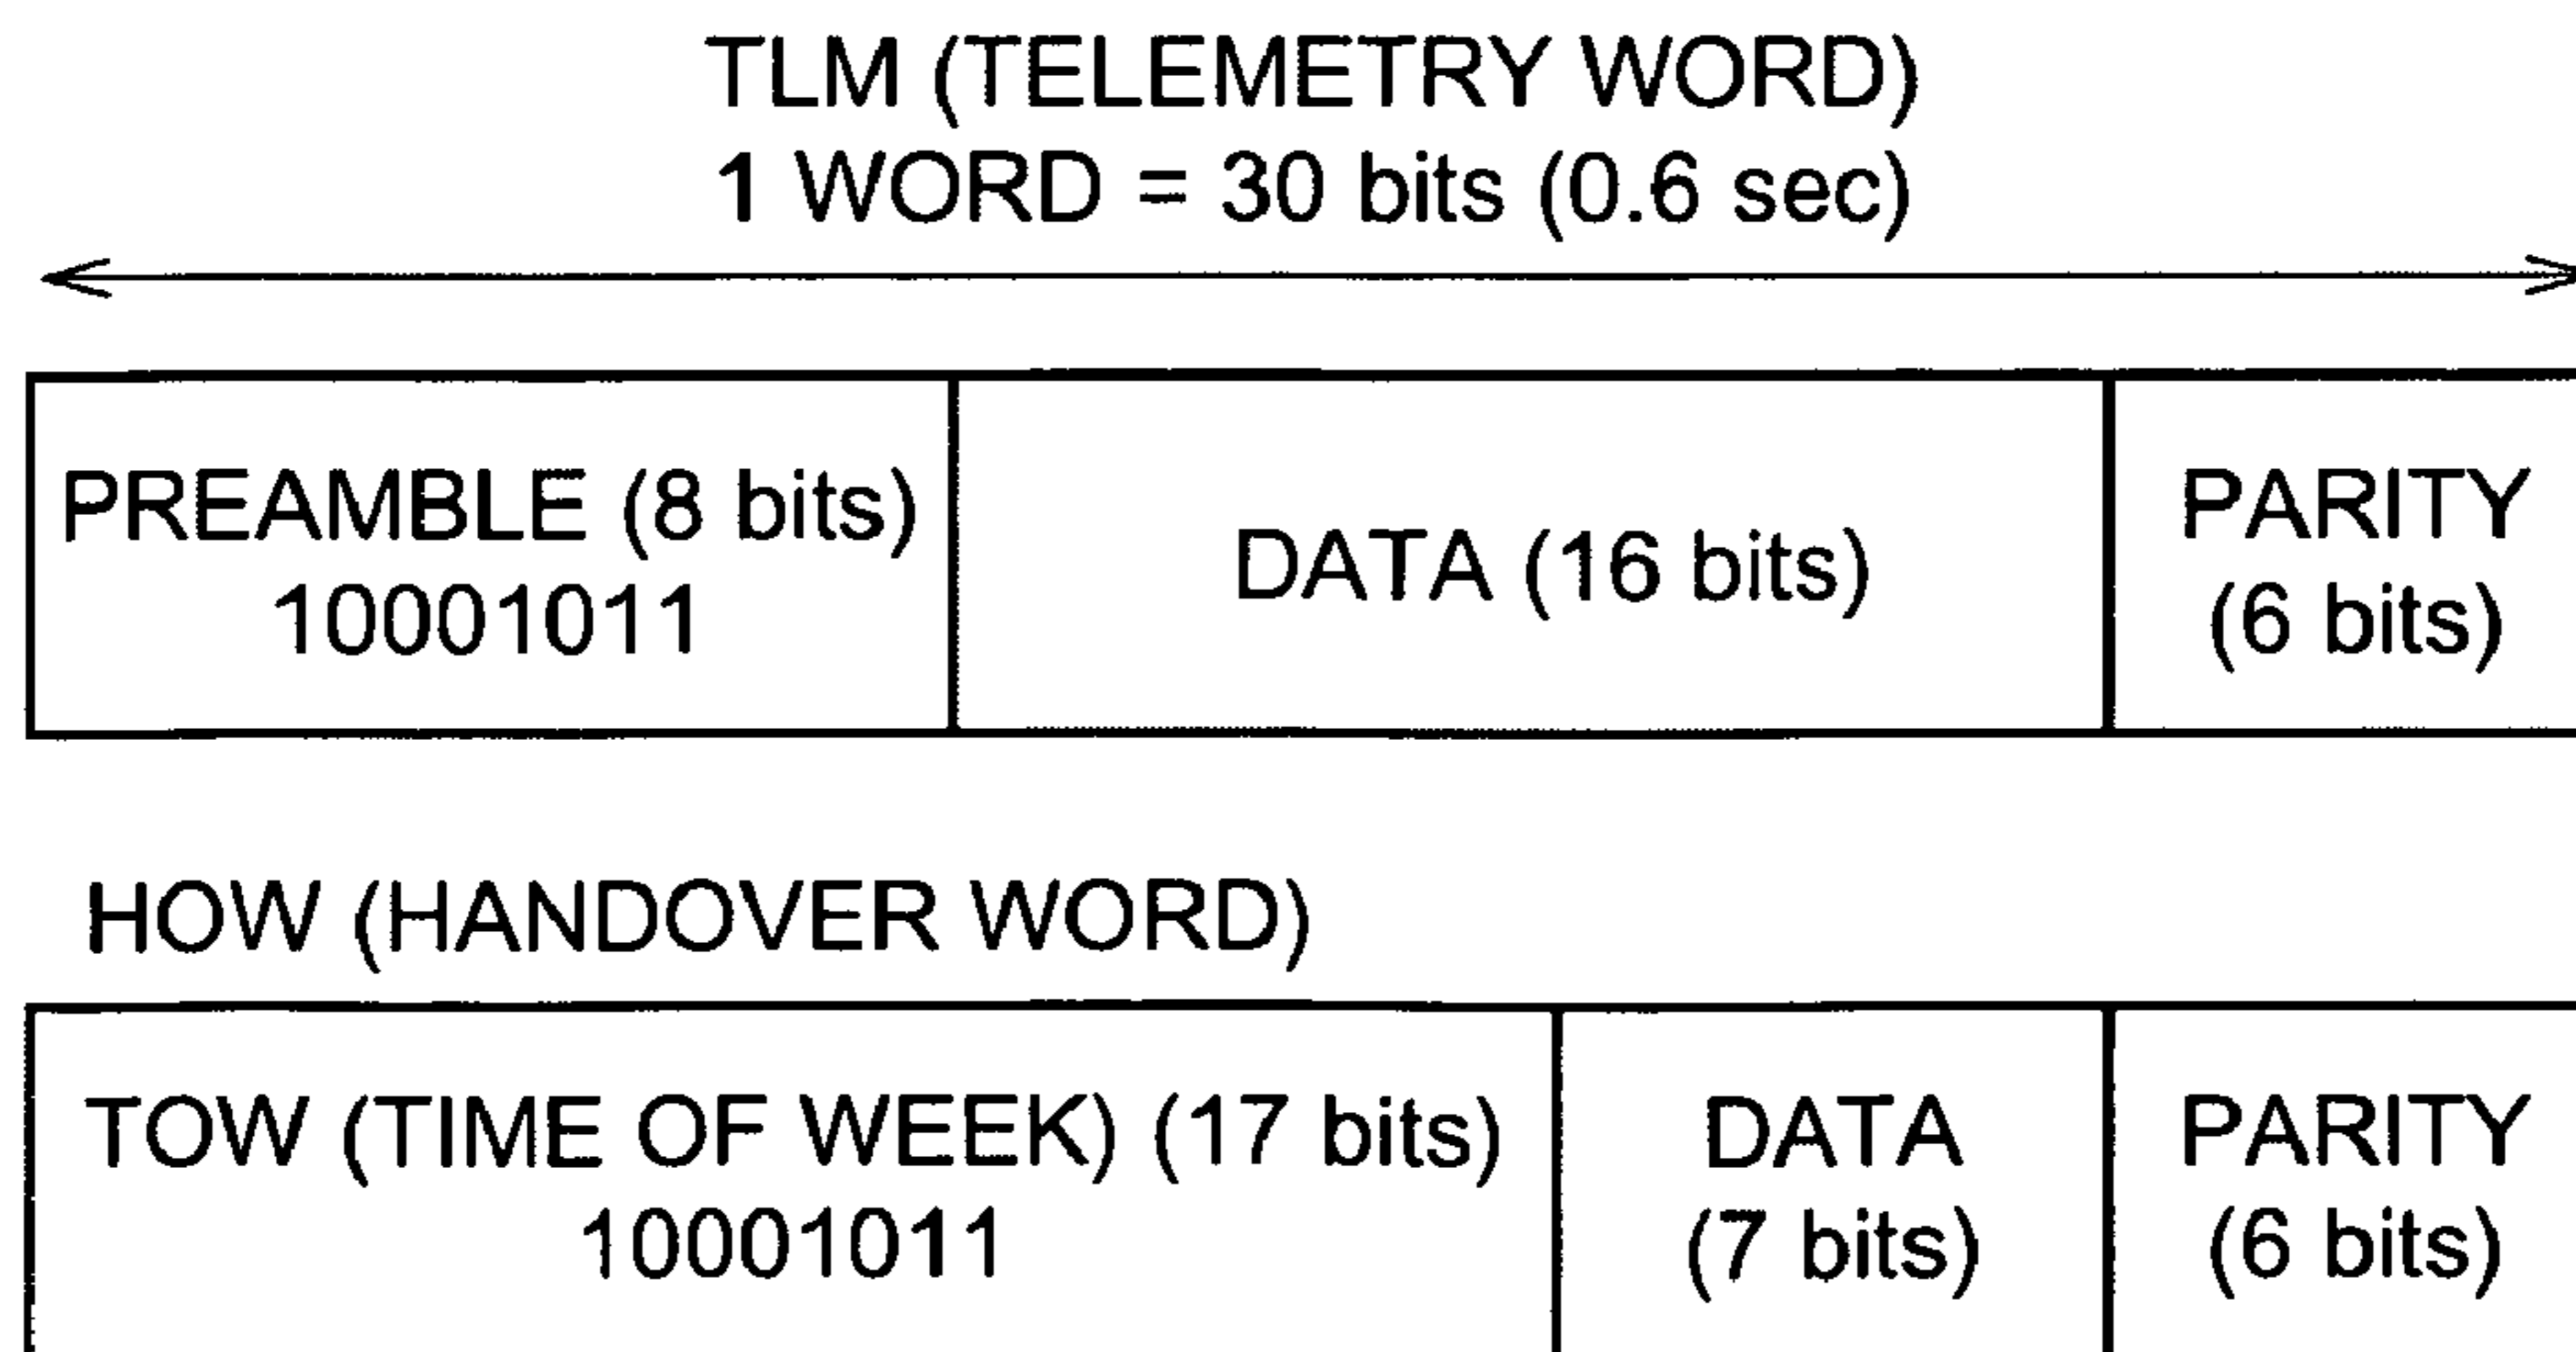 TLM (TELEMETRY WORD)
1 WORD = 30 bits (0.6 sec)
PREAMBLE (8 bits)
10001011
DATA (16 bits)
PARITY
(6 bits)
HOW (HANDOVER WORD)
TOW (TIME OF WEEK) (17 bits)
10001011
DATA
(7 bits)
PARITY
(6 bits)